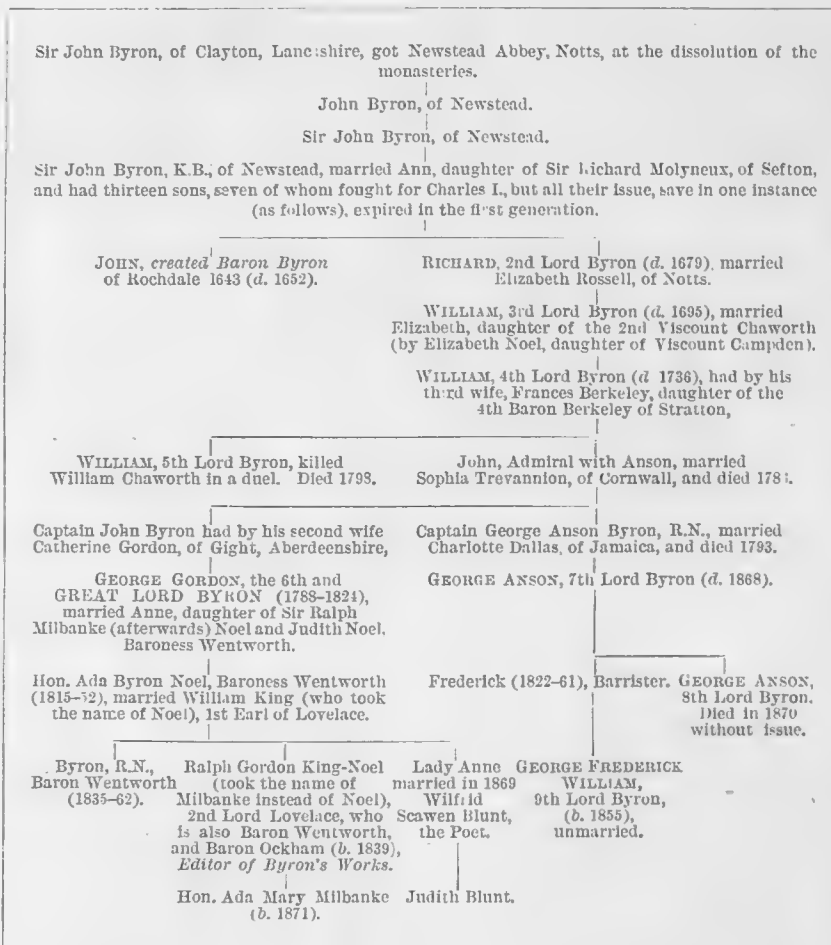 Sir John Byron, of Clayton, Lancashire, got Newstead Abbey, Notts, at the dissolution of the
monasteries.
John Byron, of Newstead.
Sir John Byron, of Newstead.
Sir John Byron, K.B., of Newstead, married Ann, daughter of Sir Richard Molyneux, of Sefton,
and had thirteen sons, seven of whom fought for Charles I., but all their issue, save in one instance
(as follows), expired in the first generation.
JOHN, created Baron Byron
of Rochdale 1643 (d. 1652).
RICHARD, 2nd Lord Byron (d. 1679), married
Elizabeth Rossell, of Notts.
WILLIAM, 3rd Lord Byron (d. 1695), married
Elizabeth, daughter of the 2nd Viscount Chaworth
(by Elizabeth Noel, daughter of Viscount Campden).
WILLIAM, 4th Lord Byron (d 1736), had by his
third wife, Frances Berkeley, daughter of the
4th Baron Berkeley of Stratton,
WILLIAM, 5th Lord Byron, killed
William Chaworth in a duel. Died 1798.
John, Admiral with Anson, married
Sophia Trevannion, of Cornwall, and died
Captain John Byron had by his second wife
Catherine Gordon, of Gight, Aberdeenshire,
Captain George Anson Byron, R.N., married
Charlotte Dallas, of Jamaica, and died 1793.
GEORGE GORDON, the 6th and
GREAT LORD BYRON (1788-1824),
married Anne, daughter of Sir Ralph
Milbanke (afterwards) Noel and Judith Noel,
Baroness Wentworth.
GEORGE ANSON, 7th Lord Byron (d. 1868).
Hon. Ada Byron Noel, Baroness Wentworth
(1815-52), married William King (who took
the name of Noel), 1st Earl of Lovelace.
Frederick (1822-61), Barrister.
GEORGE ANSON,
8th Lord Byron.
Died in 1870
without issue.
Byron, R.N.,
Baron Wentworth
(1835-62).
Ralph Gordon King-Noel
(took the name of
Milbanke instead of Noel),
2nd Lord Lovelace, who
is also Baron Wentworth,
and Baron Ockham (b. 1839),
Editor of Byron's Works.
Lady Anne
married in 1869
Wilfrid
Scawen Blunt,
the Poet.
GEORGE FREDERICK
WILLIAM,
9th Lord Byron,
(b. 1855),
unmarried.
Hon. Ada Mary Milbanke
(b. 1871).
Judith Blunt.